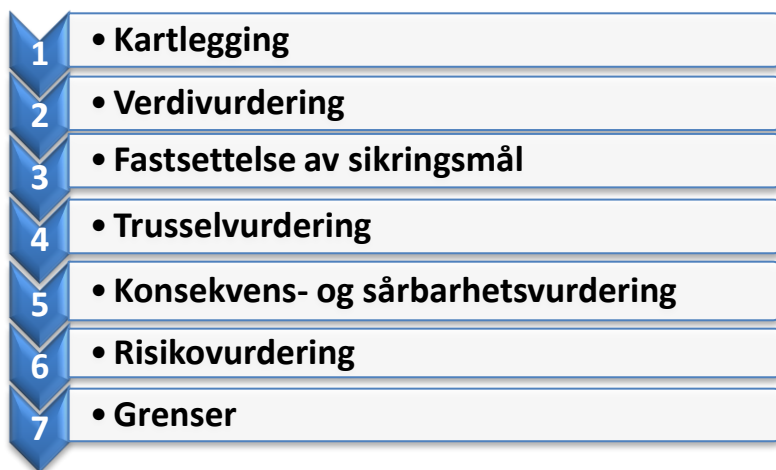 1 • Kartlegging
2 • Verdivurdering
3 • Fastsettelse av sikringsmål
4 • Trusselvurdering
5 • Konsekvens- og sårbarhetsvurdering
6 • Risikovurdering
7 • Grenser